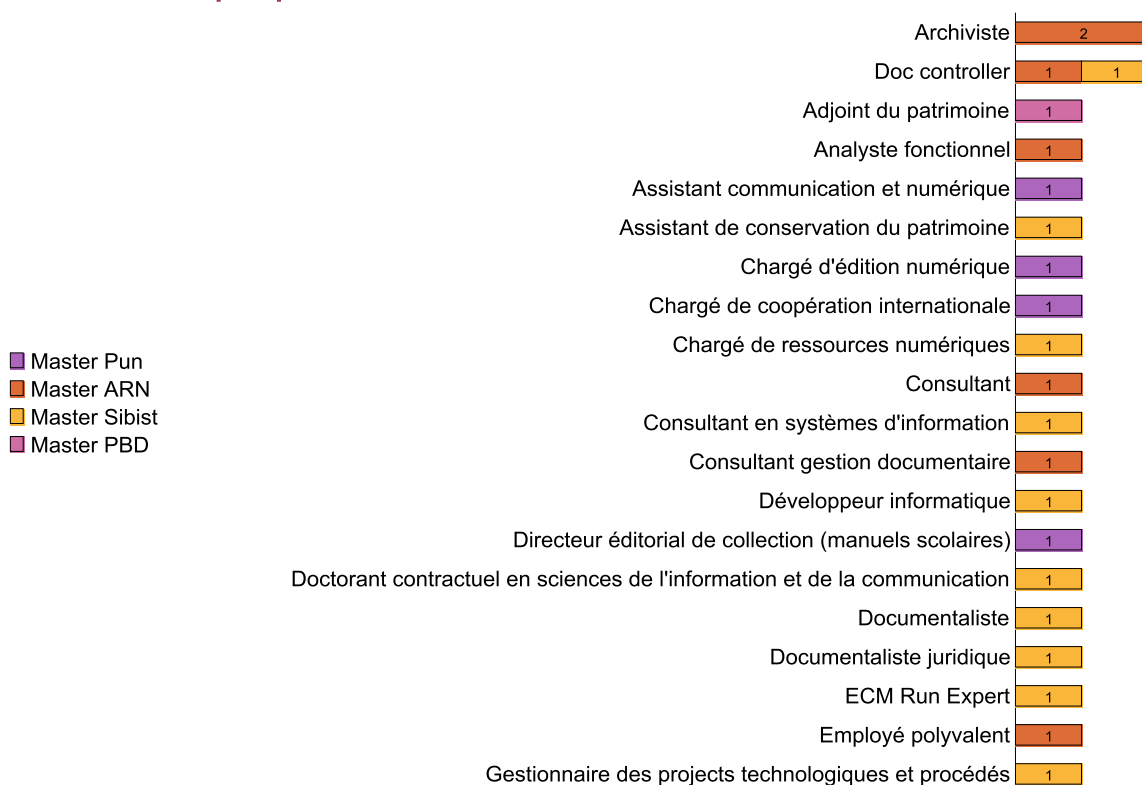 Archiviste 2
Doc controller 1 1
Adjoint du patrimoine 1
Analyste fonctionnel 1
Assistant communication et numérique 1
Assistant de conservation du patrimoine 1
Chargé d'édition numérique 1
Chargé de coopération internationale 1
Chargé de ressources numériques 1
Consultant 1
Consultant en systèmes d'information 1
Consultant gestion documentaire 1
Développeur informatique 1
Directeur éditorial de collection (manuels scolaires) 1
Doctorant contractuel en sciences de l'information et de la communication 1
Documentaliste 1
Documentaliste juridique 1
ECM Run Expert 1
Employé polyvalent 1
Gestionnaire des projects technologiques et procédés 1
Master Pun
Master ARN
Master Sibist
Master PBD